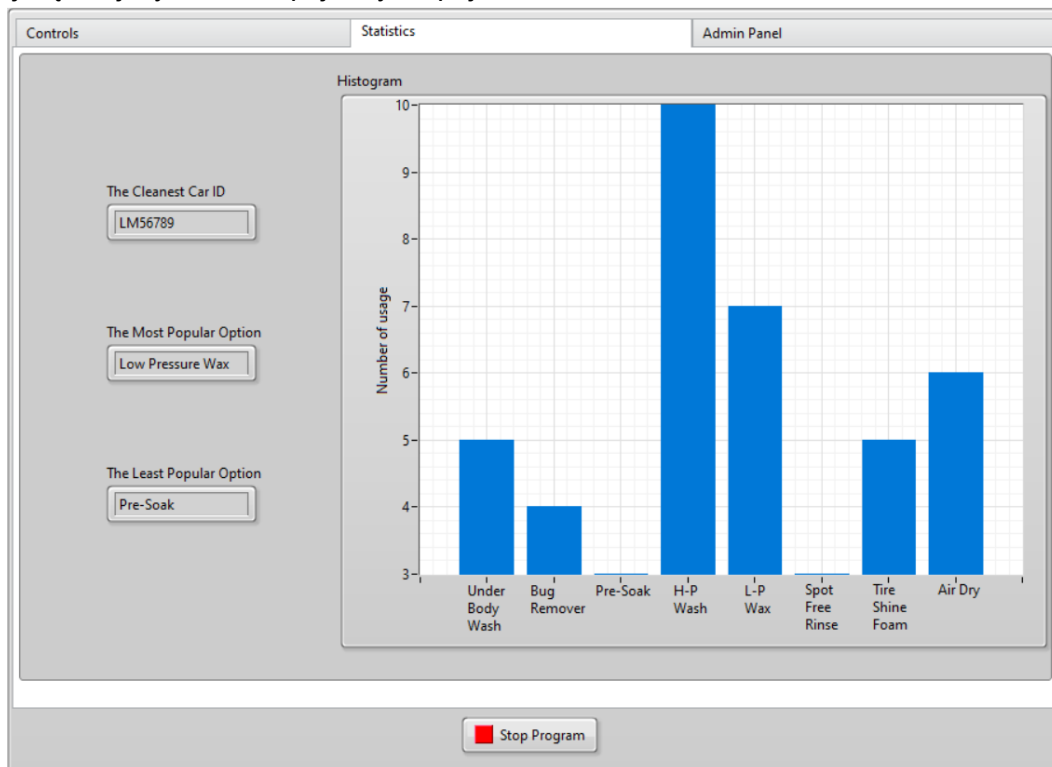 Controls
Statistics
Admin Panel
Histogram
The Cleanest Car ID
LM56789
The Most Popular Option
Low Pressure Wax
The Least Popular Option
Pre-Soak
Number of usage
10
9
8
7
6
5
4
3
Under
Body
Wash
Bug
Remover
Pre-Soak
H-P
Wash
L-P
Wax
Spot
Free
Rinse
Tire
Shine
Foam
Air Dry
Stop Program